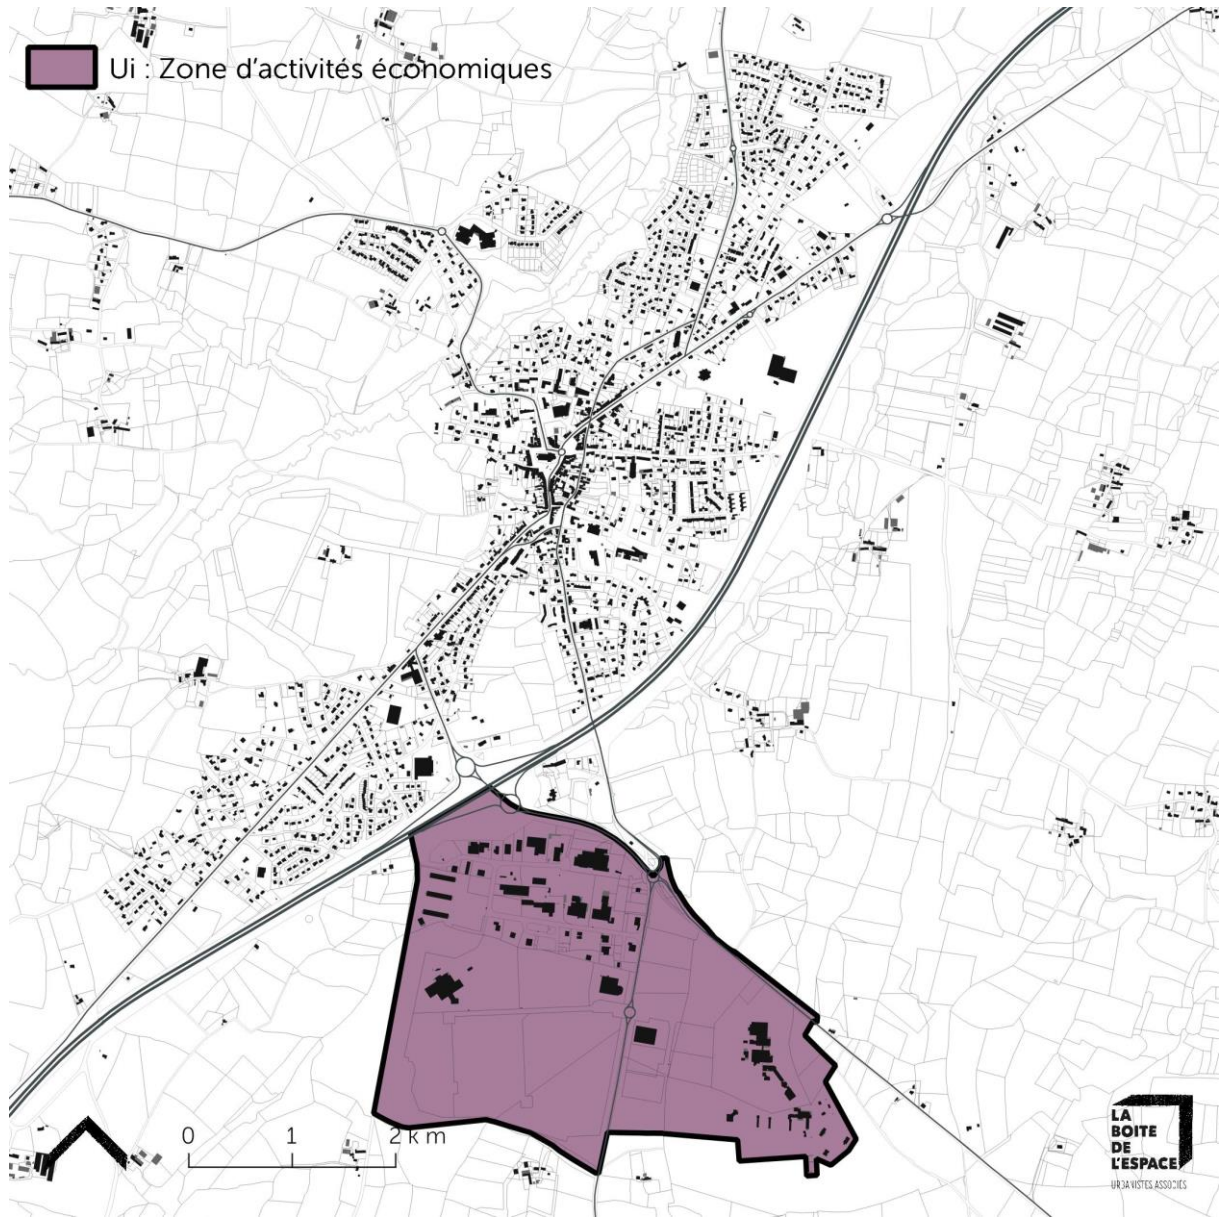 Ui : Zone d'activités économiques
0 1 2 km
LA
BOITE
DE
L'ESPACE
URBANISTES ASSOCIÉS